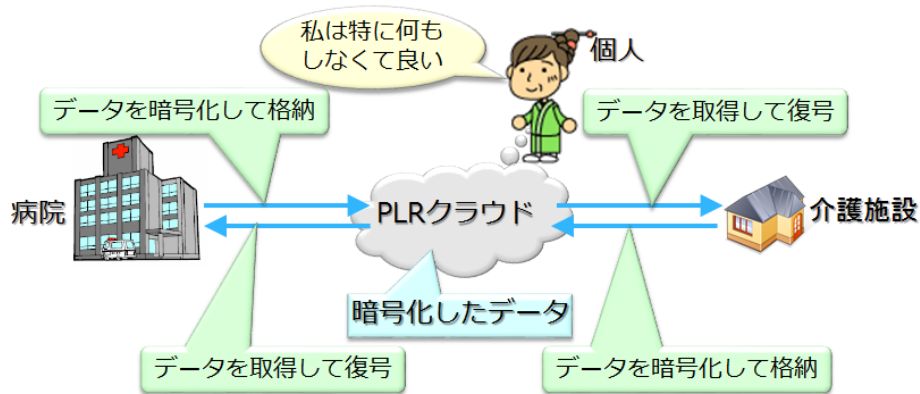 私は特に何も
しなくて良い
個人
データを暗号化して格納
データを取得して復号
病院
PLRクラウド
介護施設
暗号化したデータ
データを取得して復号
データを暗号化して格納